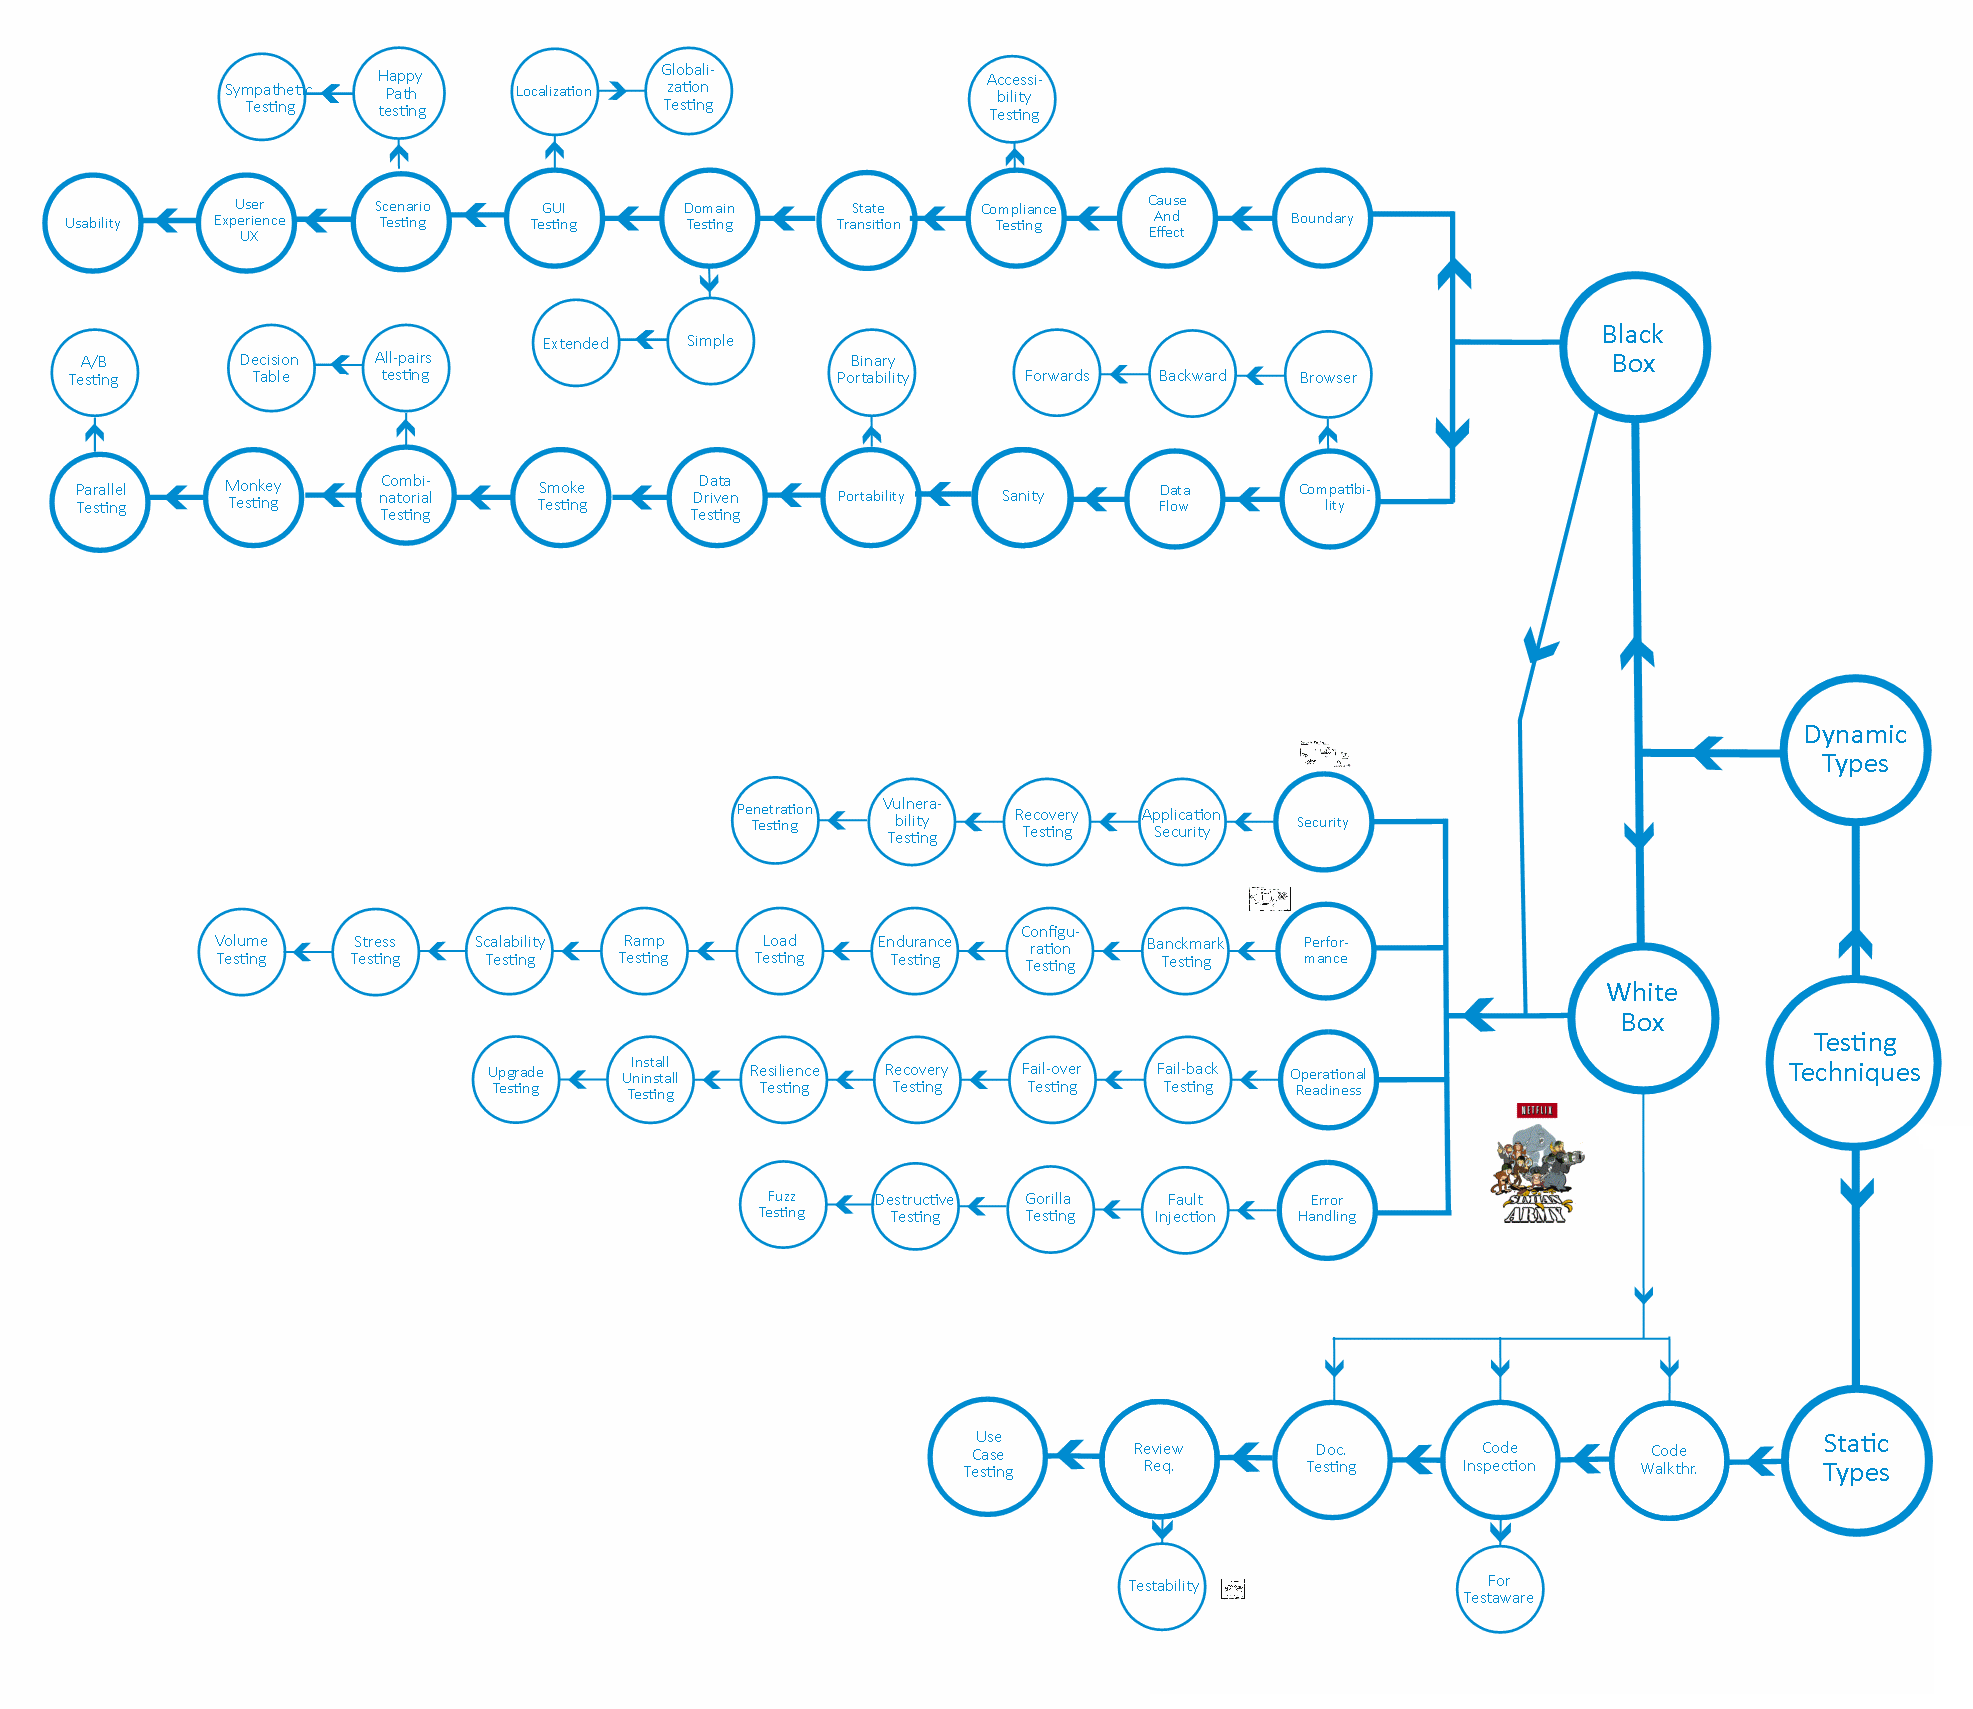 Sympathetic
Testing
Happy
Path
testing
Localization
Globali-
zation
Testing
Accessi-
bility
Testing
Usability
User
Experience
UX
Scenario
Testing
GUI
Testing
Domain
Testing
State
Transition
Compliance
Testing
Cause
And
Effect
Boundary
Black
Box
Extended
Simple
A/B
Testing
Decision
Table
All-pairs
testing
Binary
Portability
Forwards
Backward
Browser
Parallel
Testing
Monkey
Testing
Combi-
natorial
Testing
Smoke
Testing
Data
Driven
Testing
Portability
Sanity
Data
Flow
Compatibi-
lity
Dynamic
Types
Penetration
Testing
Vulnera-
bility
Testing
Recovery
Testing
Application
Security
Security
Volume
Testing
Stress
Testing
Scalability
Testing
Ramp
Testing
Load
Testing
Endurance
Testing
Configu-
ration
Testing
Banckmark
Testing
Perfor-
mance
White
Box
Testing
Techniques
Upgrade
Testing
Install
Uninstall
Testing
Resilience
Testing
Recovery
Testing
Fail-over
Testing
Fail-back
Testing
Operational
Readiness
NETFLIX
SIMIAN
ARMY
Fuzz
Testing
Destructive
Testing
Gorilla
Testing
Fault
Injection
Error
Handling
Use
Case
Testing
Review
Req.
Doc.
Testing
Code
Inspection
Code
Walkthr.
Static
Types
Testability
For
Testaware